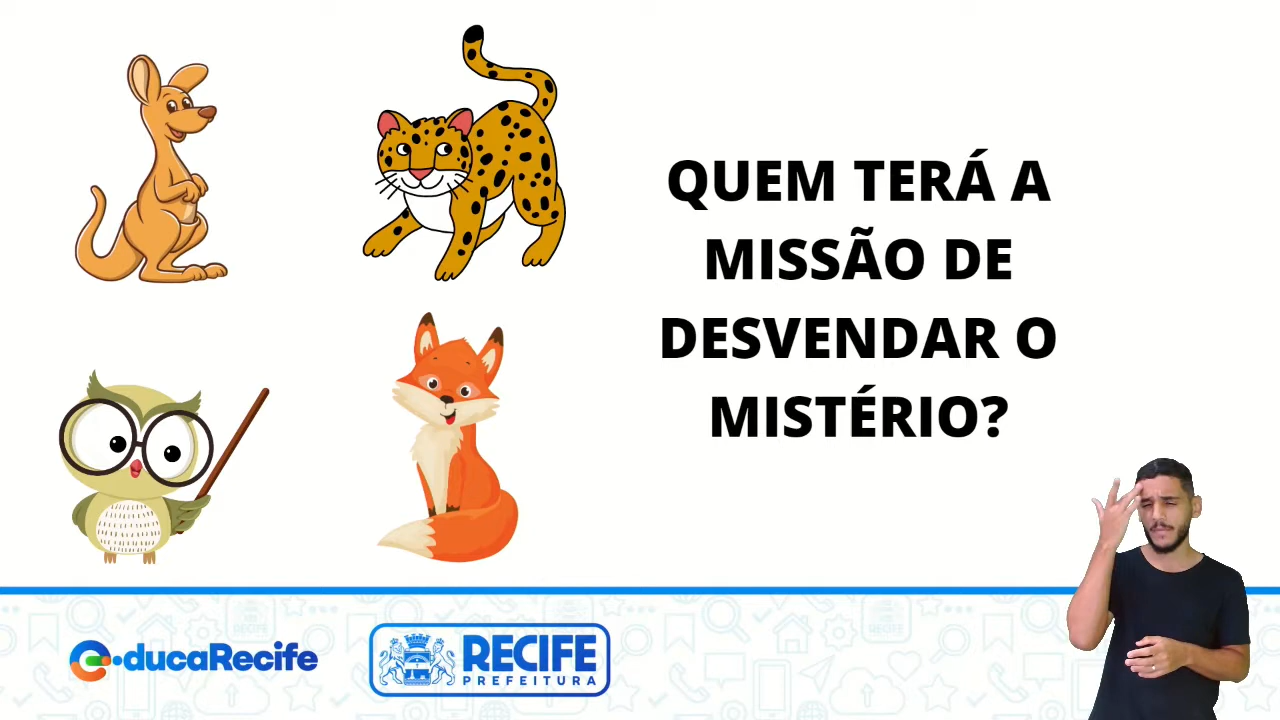 QUEM TERÁ A
MISSÃO DE
DESVENDAR O
MISTÉRIO?
educaRecife
RECIFE
PREFEITURA